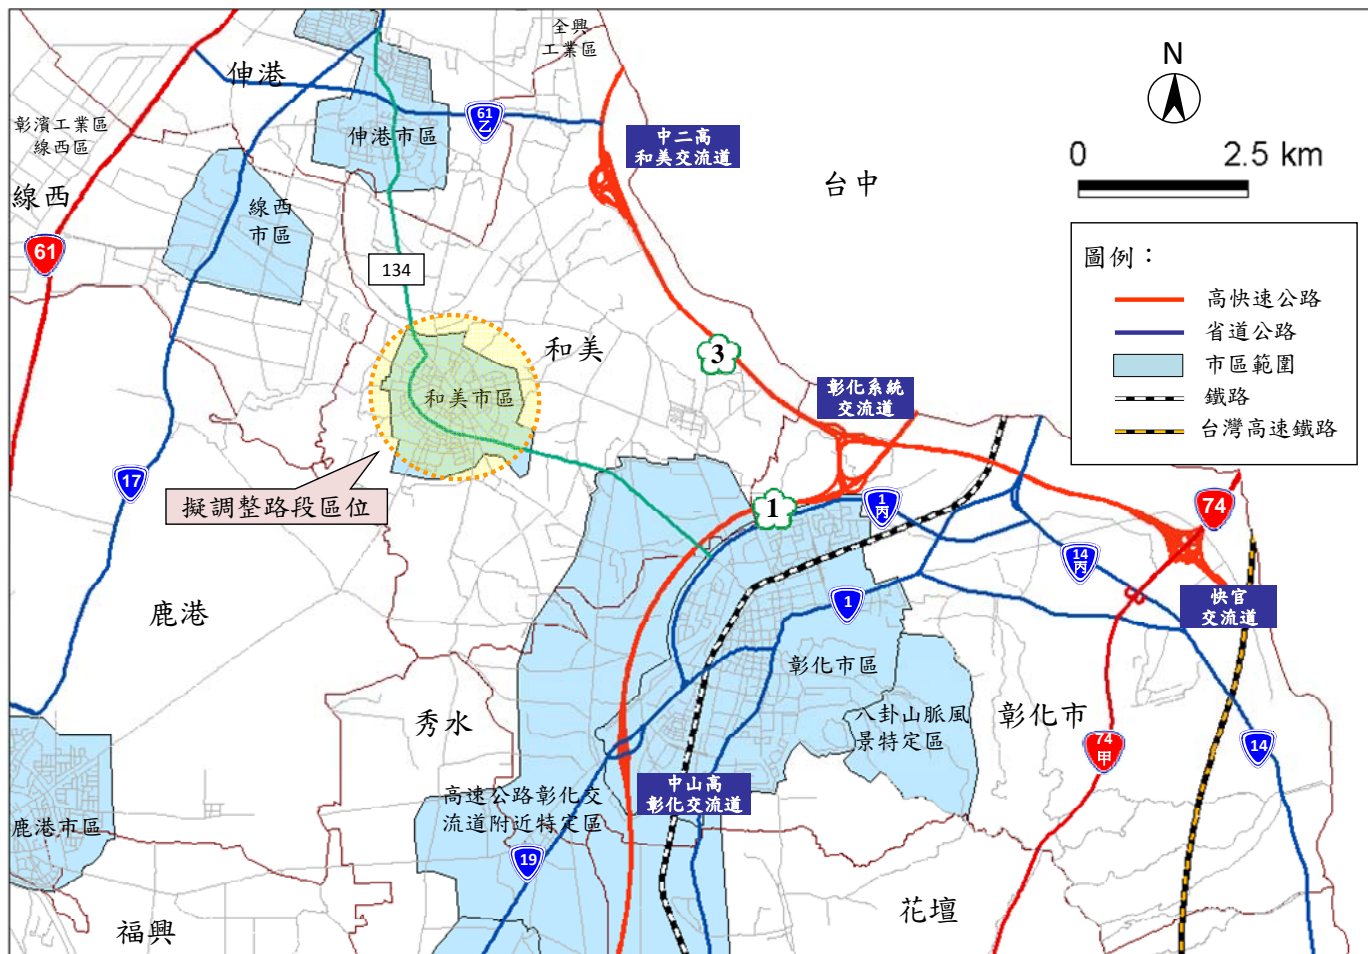 全興
工業區
伸港
N
61
乙
彰濱工業區
線西區
伸港市區
中二高
和美交流道
0
2.5 km
台中
線西
線西
市區
61
圖例：
134
高快速公路
省道公路
和美
3
市區範圍
彰化系統
交流道
鐵路
和美市區
台灣高速鐵路
17
擬調整路段區位
1
1
丙
74
14
丙
鹿港
1
快官
交流道
彰化市區
秀水
八卦山脈風
景特定區
彰化市
74
甲
14
中山高
彰化交流道
高速公路彰化交
流道附近特定區
鹿港市區
19
福興
花壇